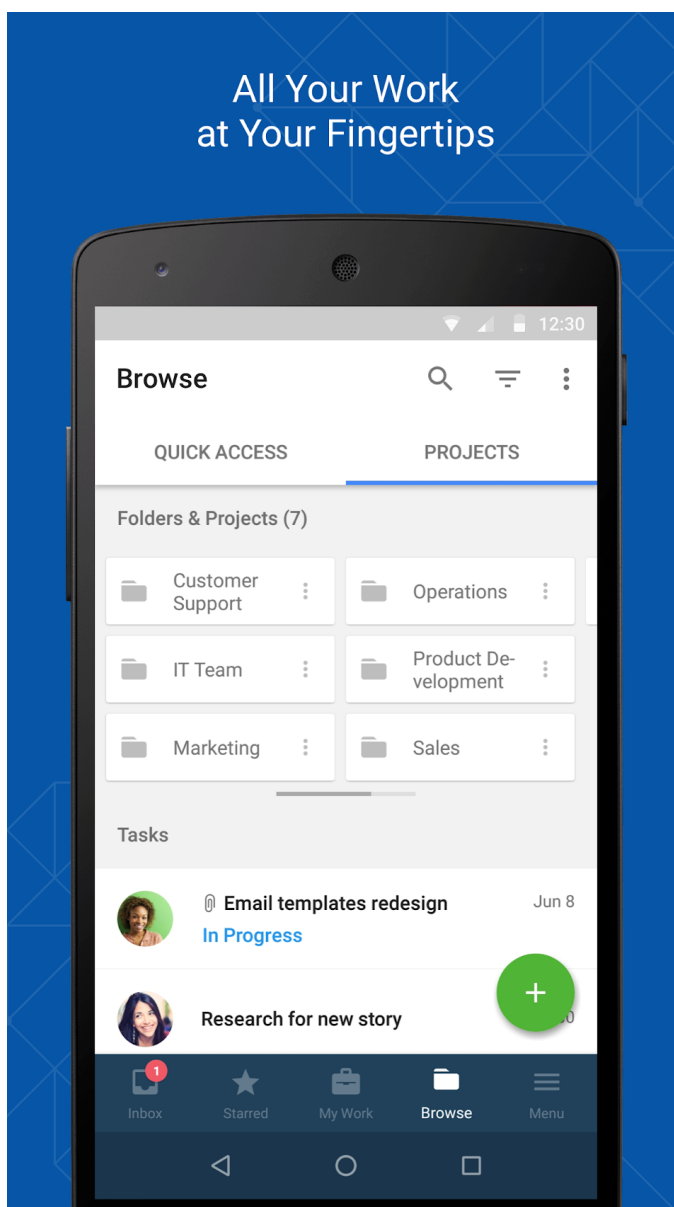 All Your Work
at Your Fingertips
12:30
Browse
QUICK ACCESS
PROJECTS
Folders & Projects (7)
Customer
Support
Operations
IT Team
Product De-
velopment
Marketing
Sales
Tasks
Email templates redesign
Jun 8
In Progress
Research for new story
1
Inbox
Starred
My Work
Browse
Menu